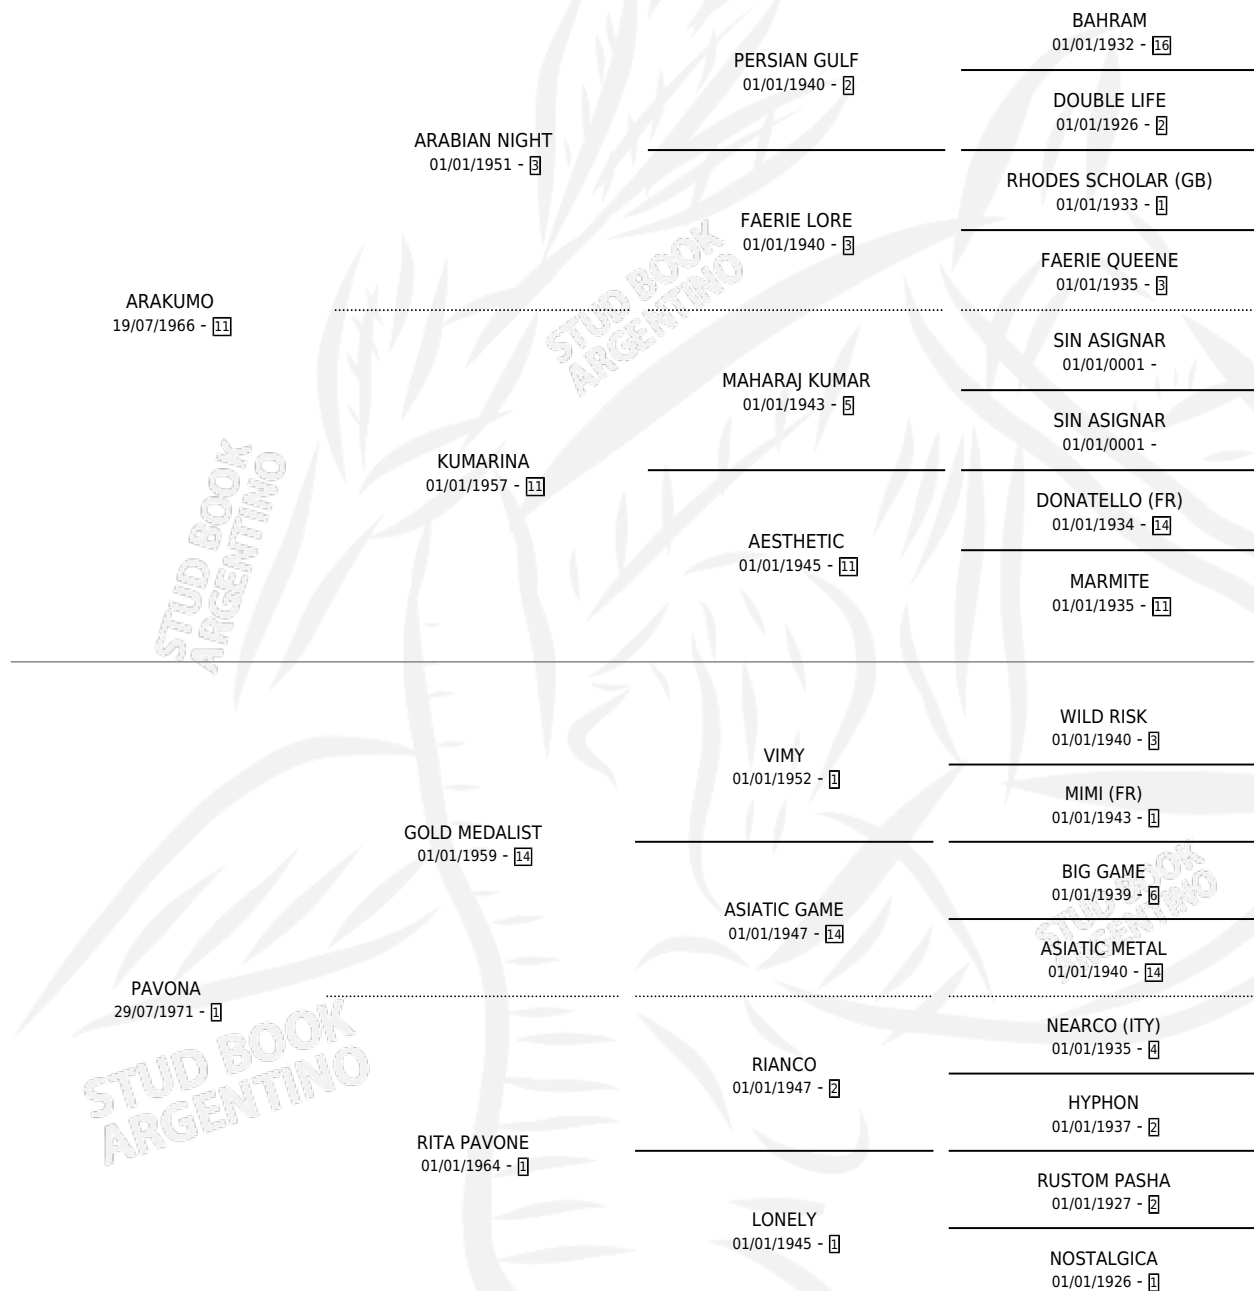 BAHRAM
01/01/1932 - 16
PERSIAN GULF
01/01/1940 - 2
DOUBLE LIFE
01/01/1926 - 2
ARABIAN NIGHT
01/01/1951 - 3
RHODES SCHOLAR (GB)
01/01/1933 - 1
FAERIE LORE
01/01/1940 - 3
FAERIE QUEENE
01/01/1935 - 3
ARAKUMO
19/07/1966 - 11
STUD BOOK
ARGENTINO
SIN ASIGNAR
01/01/0001 -
MAHARAJ KUMAR
01/01/1943 - 5
SIN ASIGNAR
01/01/0001 -
KUMARINA
01/01/1957 - 11
STUD BOOK
ARGENTINO
DONATELLO (FR)
01/01/1934 - 14
AESTHETIC
01/01/1945 - 11
MARMITE
01/01/1935 - 11
WILD RISK
01/01/1940 - 3
VIMY
01/01/1952 - 1
MIMI (FR)
01/01/1943 - 1
GOLD MEDALIST
01/01/1959 - 14
BIG GAME
01/01/1939 - 6
STUD BOOK
ARGENTINO
ASIATIC GAME
01/01/1947 - 14
ASIATIC METAL
01/01/1940 - 14
PAVONA
29/07/1971 - 1
STUD BOOK
ARGENTINO
NEARCO (ITY)
01/01/1935 - 4
RIANCO
01/01/1947 - 2
HYPHON
01/01/1937 - 2
RITA PAVONE
01/01/1964 - 1
RUSTOM PASHA
01/01/1927 - 2
LONELY
01/01/1945 - 1
NOSTALGICA
01/01/1926 - 1